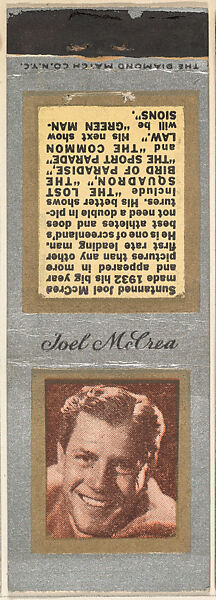 THE DIAMOND MATCH CO. N.Y.C.
Suntanned Joel McCrea
made 1932 his big year
and appeared in more
pictures than any other
first rate leading man.
He is one of screenland's
best athletes and does
not need a double in pic-
tures. His better shows
include "THE LOST
SQUADRON," "THE
BIRD OF PARADISE,"
"THE SPORT PARADE,"
and "THE COMMON
LAW." His next show
will be "GREEN MAN-
SIONS".
Joel McCrea